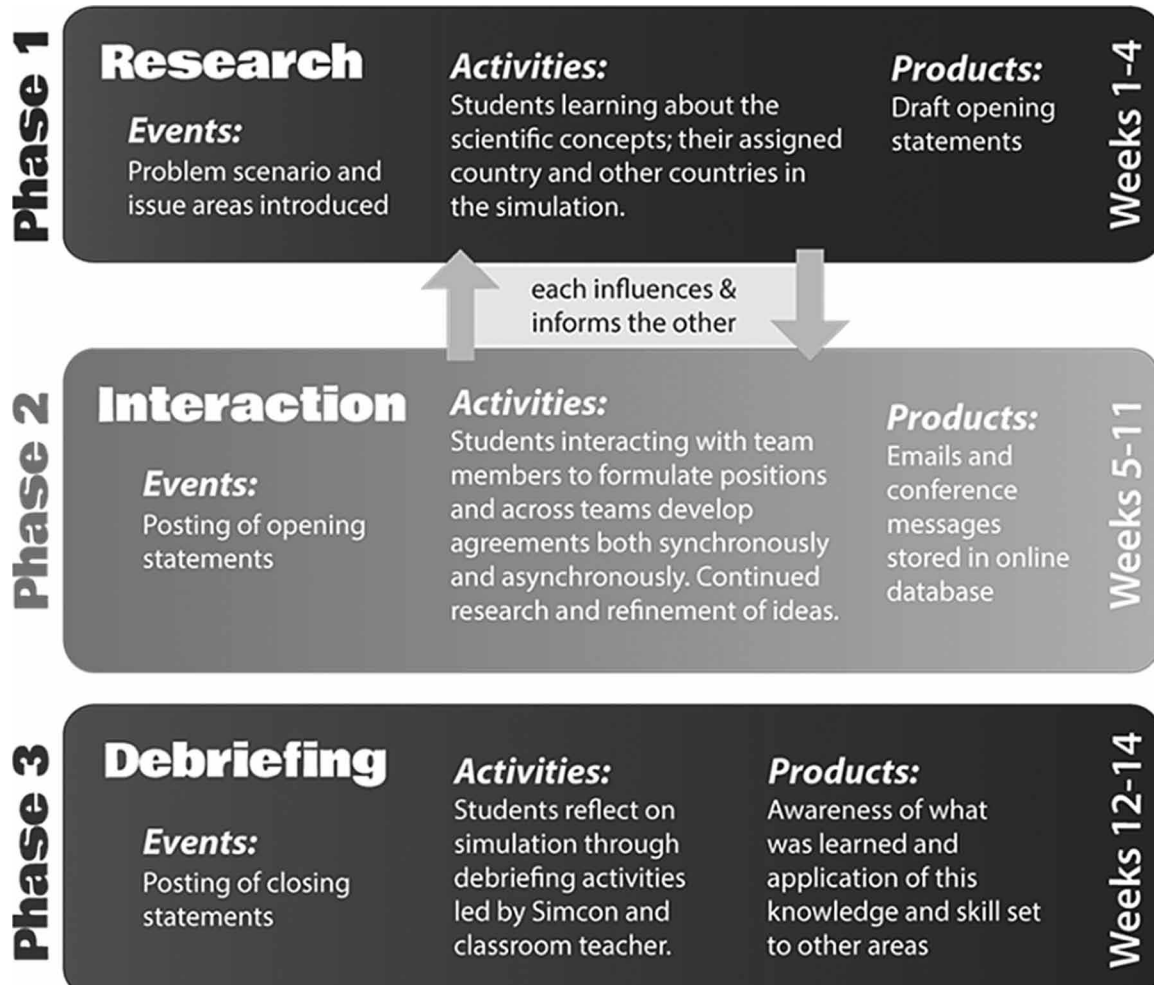 Phase 1
Research
Events:
Problem scenario and
issue areas introduced
Activities:
Students learning about the
scientific concepts; their assigned
country and other countries in
the simulation.
Products:
Draft opening
statements
Weeks 1-4
each influences &
informs the other
Phase 2
Interaction
Events:
Posting of opening
statements
Activities:
Students interacting with team
members to formulate positions
and across teams develop
agreements both synchronously
and asynchronously. Continued
research and refinement of ideas.
Products:
Emails and
conference
messages
stored in online
database
Weeks 5-11
Phase 3
Debriefing
Events:
Posting of closing
statements
Activities:
Students reflect on
simulation through
debriefing activities
led by Simcon and
classroom teacher.
Products:
Awareness of what
was learned and
application of this
knowledge and skill set
to other areas
Weeks 12-14